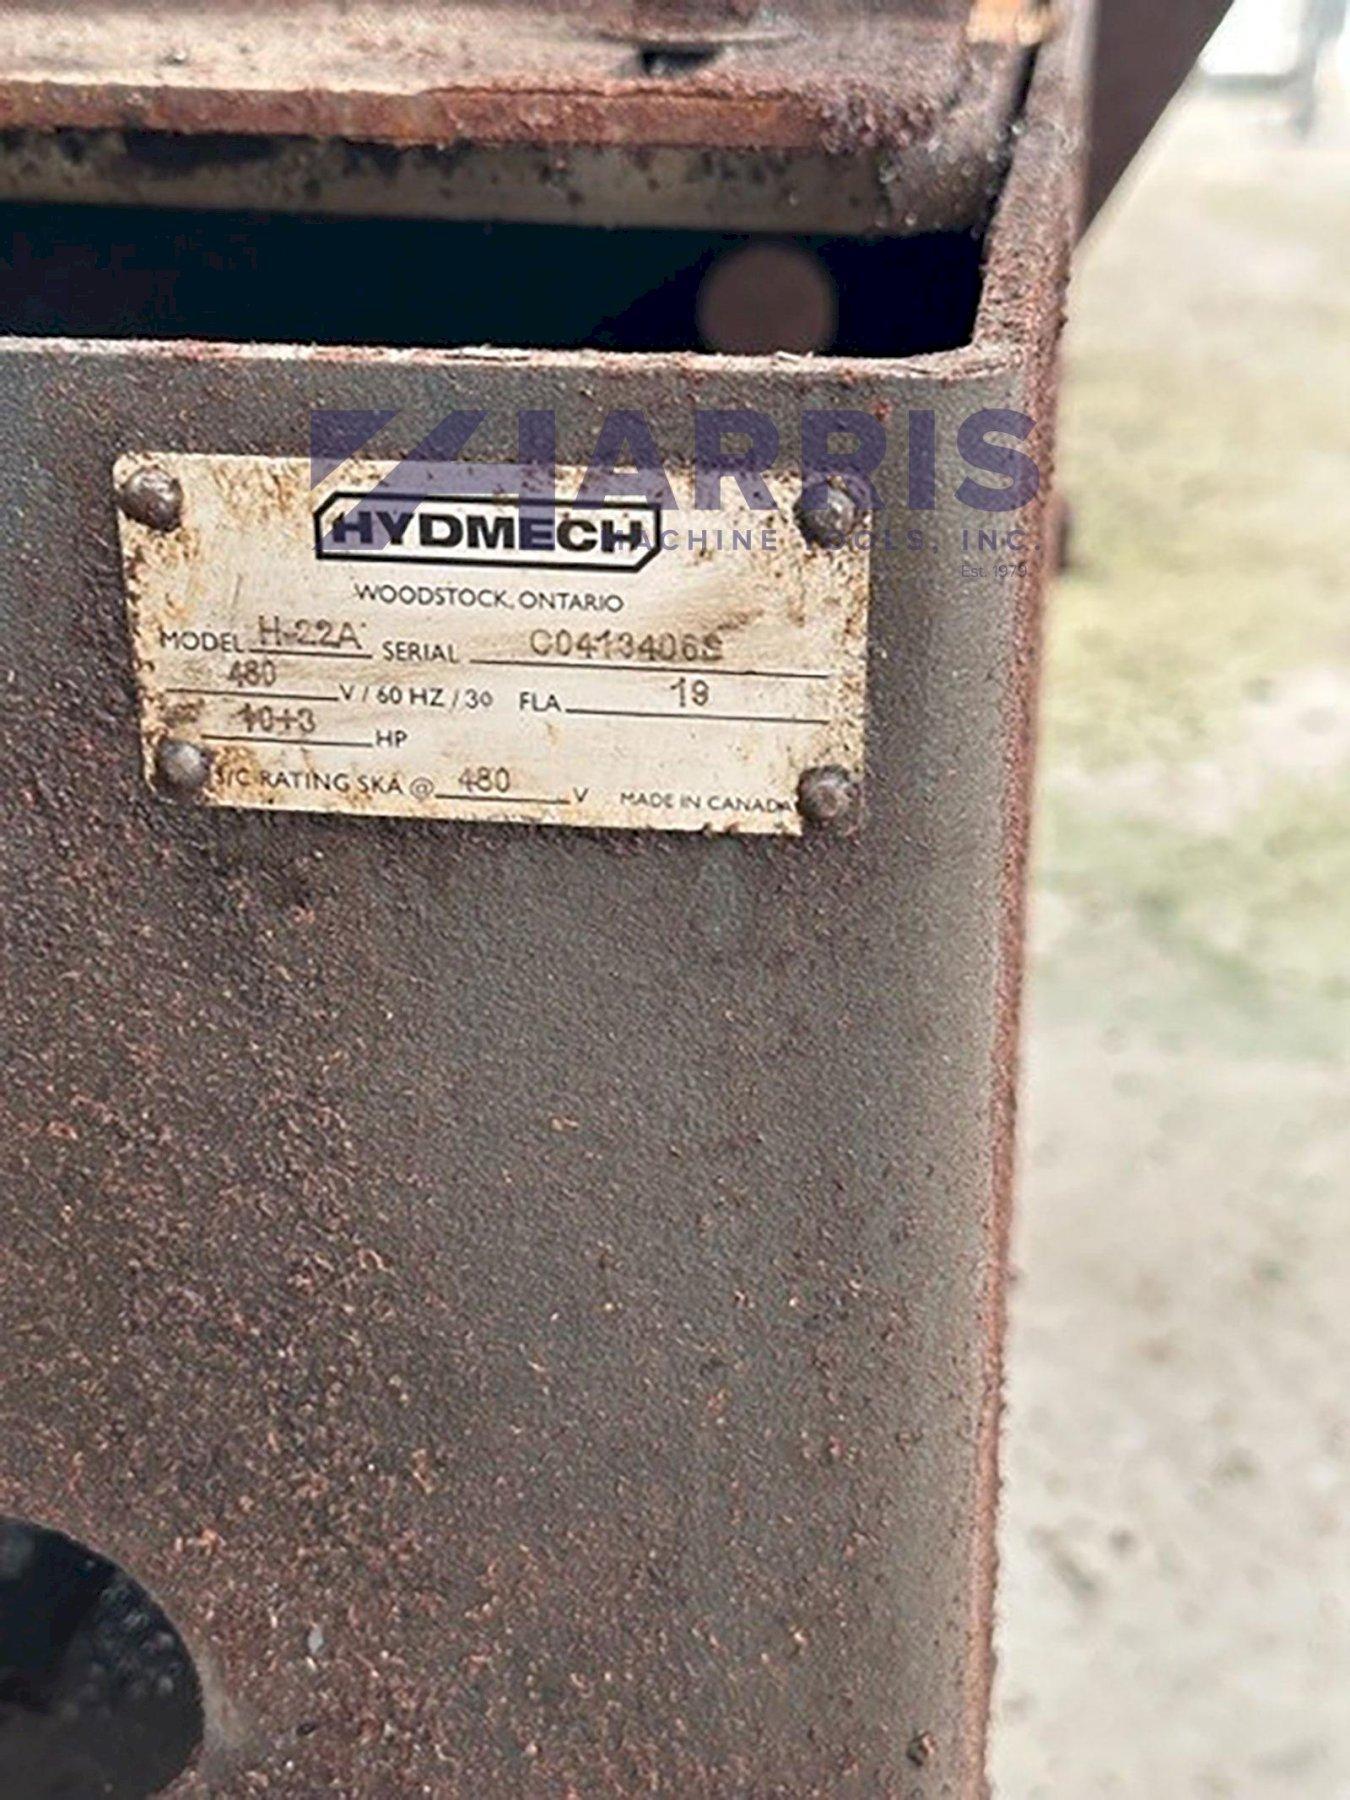 HARRIS
MACHINE TOOLS, INC.
Est. 1979
HYDMECH
WOODSTOCK, ONTARIO
MODEL H-22A SERIAL
480 V / 60 HZ / 3Ø FLA 19
10+3 HP
S/C RATING 5KA @ 480 V MADE IN CANADA